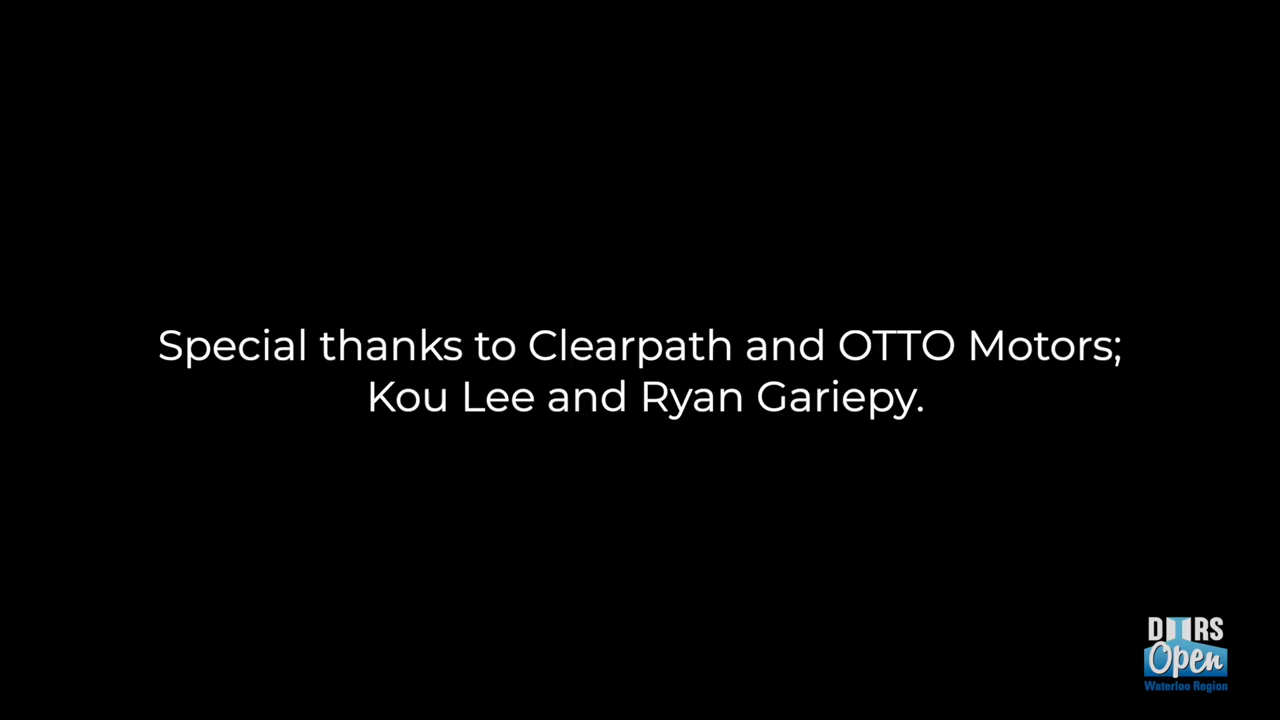 Special thanks to Clearpath and OTTO Motors;
Kou Lee and Ryan Gariepy.
DOORS
Open
Waterloo Region